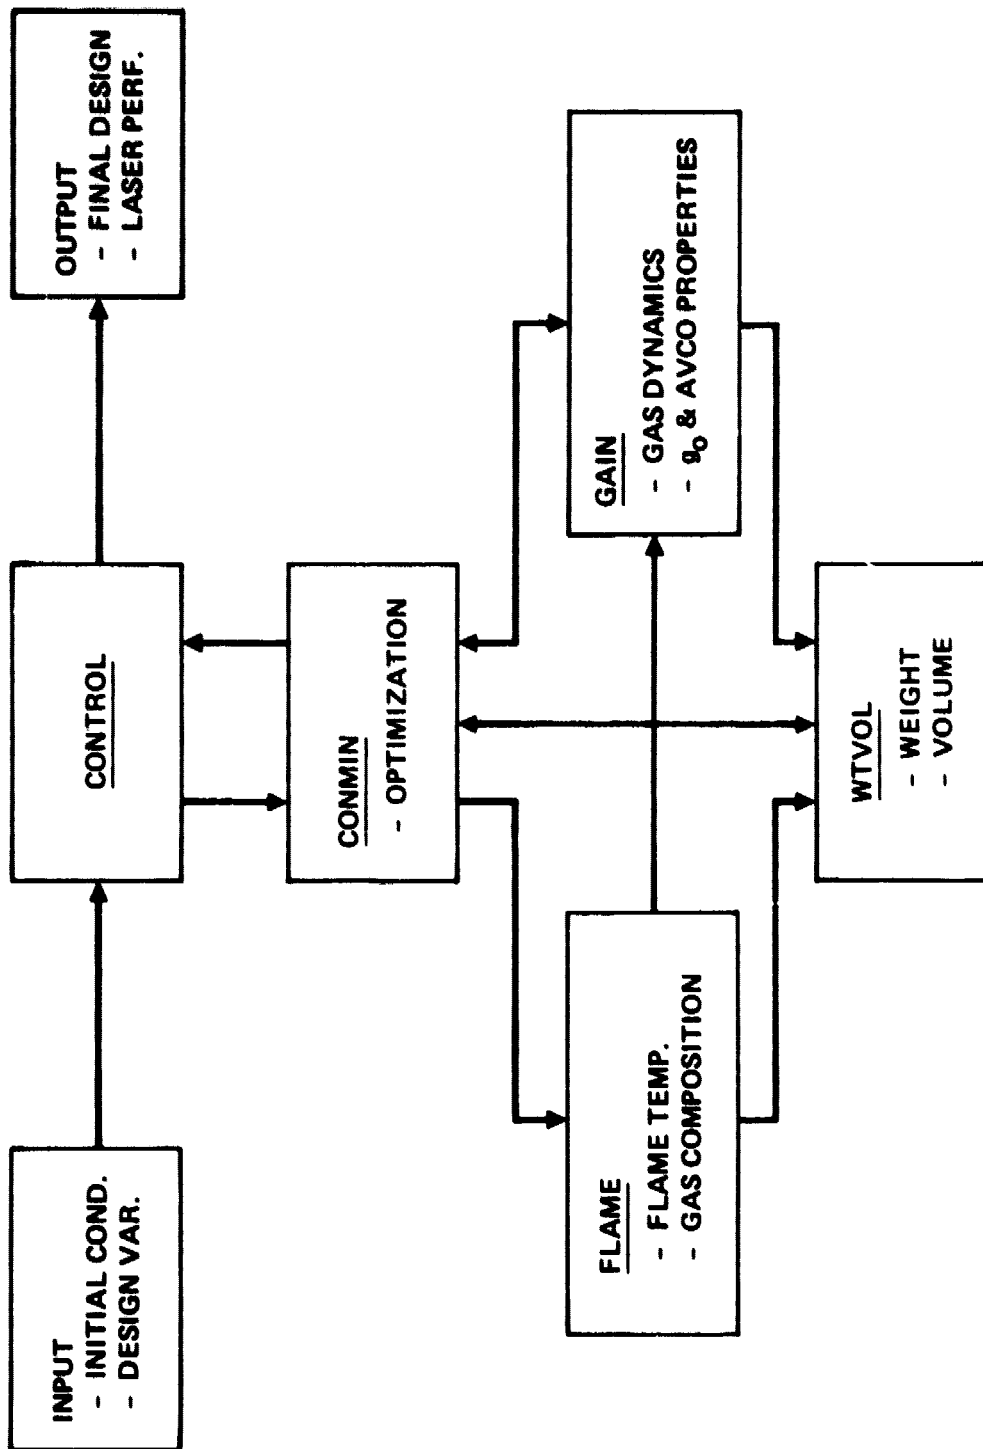 INPUT
- INITIAL COND.
- DESIGN VAR.
CONTROL
OUTPUT
- FINAL DESIGN
- LASER PERF.
CONMIN
- OPTIMIZATION
FLAME
- FLAME TEMP.
- GAS COMPOSITION
GAIN
- GAS DYNAMICS
- go & AVCO PROPERTIES
WTVOL
- WEIGHT
- VOLUME